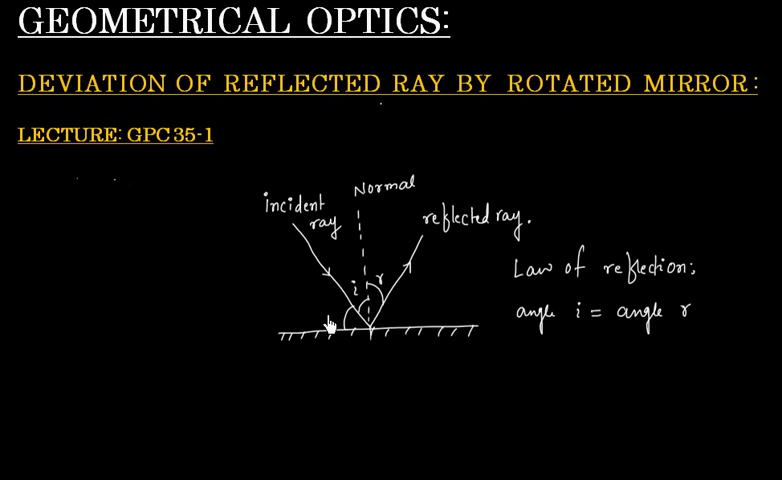 GEOMETRICAL OPTICS:
DEVIATION OF REFLECTED RAY BY ROTATED MIRROR:
LECTURE: GPC 35-1
Normal
incident
ray
reflected ray.
i
r
Law of reflection;
angle i = angle r